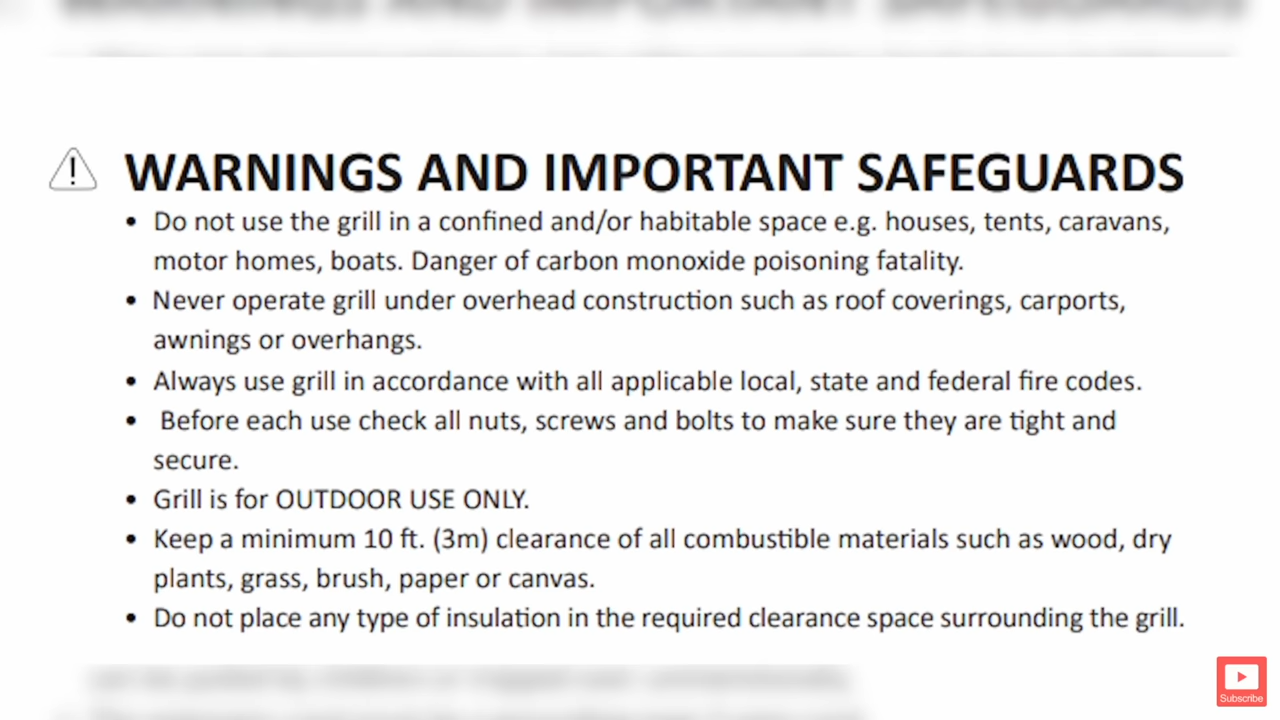 WARNINGS AND IMPORTANT SAFEGUARDS
• Do not use the grill in a confined and/or habitable space e.g. houses, tents, caravans,
motor homes, boats. Danger of carbon monoxide poisoning fatality.
• Never operate grill under overhead construction such as roof coverings, carports,
awnings or overhangs.
• Always use grill in accordance with all applicable local, state and federal fire codes.
• Before each use check all nuts, screws and bolts to make sure they are tight and
secure.
• Grill is for OUTDOOR USE ONLY.
• Keep a minimum 10 ft. (3m) clearance of all combustible materials such as wood, dry
plants, grass, brush, paper or canvas.
• Do not place any type of insulation in the required clearance space surrounding the grill.
Subscribe